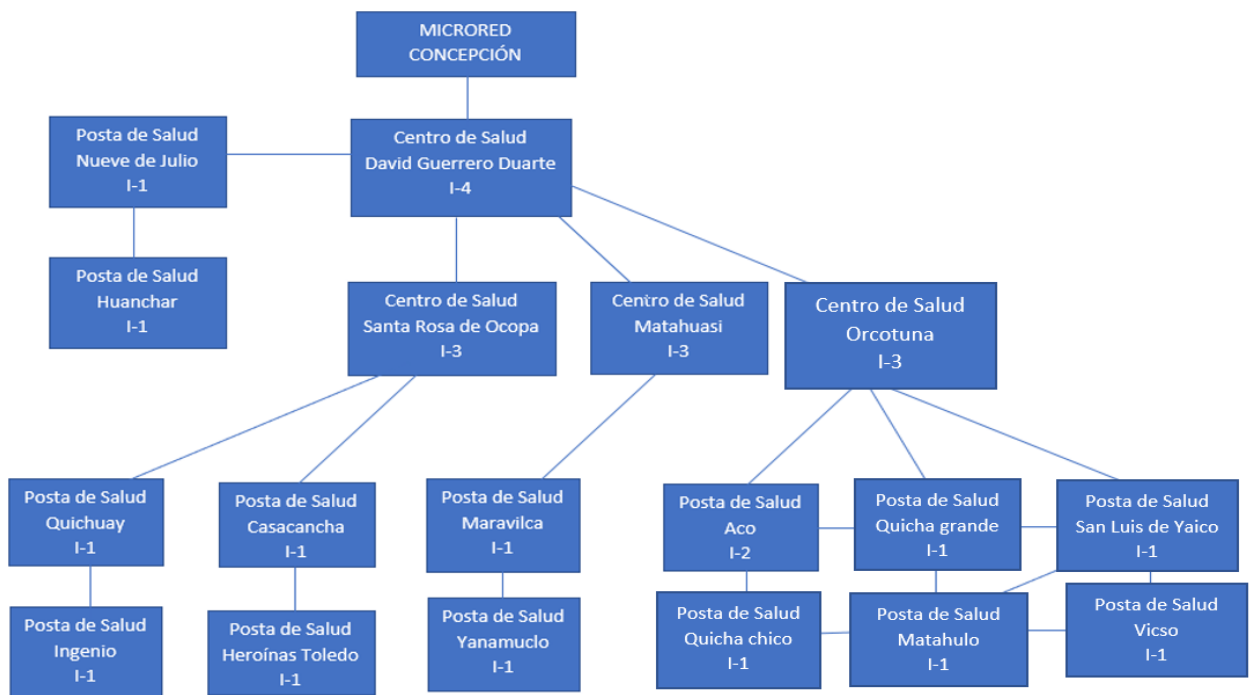 MICRORED
CONCEPCIÓN
Posta de Salud
Nueve de Julio
I-1
Centro de Salud
David Guerrero Duarte
I-4
Posta de Salud
Huanchar
I-1
Centro de Salud
Santa Rosa de Ocopa
I-3
Centro de Salud
Matahuasi
I-3
Centro de Salud
Orcotuna
I-3
Posta de Salud
Quichuay
I-1
Posta de Salud
Casacancha
I-1
Posta de Salud
Maravilca
I-1
Posta de Salud
Aco
I-2
Posta de Salud
Quicha grande
I-1
Posta de Salud
San Luis de Yaico
I-1
Posta de Salud
Ingenio
I-1
Posta de Salud
Heroínas Toledo
I-1
Posta de Salud
Yanamuclo
I-1
Posta de Salud
Quicha chico
I-1
Posta de Salud
Matahulo
I-1
Posta de Salud
Vicso
I-1